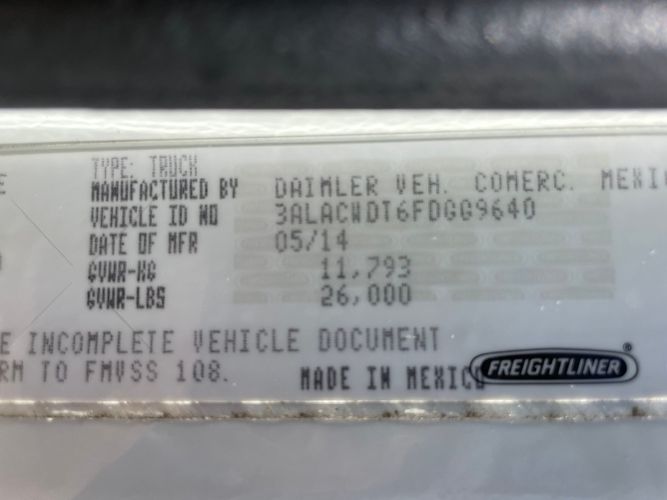 TYPE: TRUCK
MANUFACTURED BY DAIMLER VEH. COMERC. MEXI
VEHICLE ID NO 3ALACWDT6FDGG9640
DATE OF MFR 05/14
GVWR-KG 11,793
GVWR-LBS 26,000
E INCOMPLETE VEHICLE DOCUMENT
RM TO FMVSS 108. MADE IN MEXICO FREIGHTLINER®